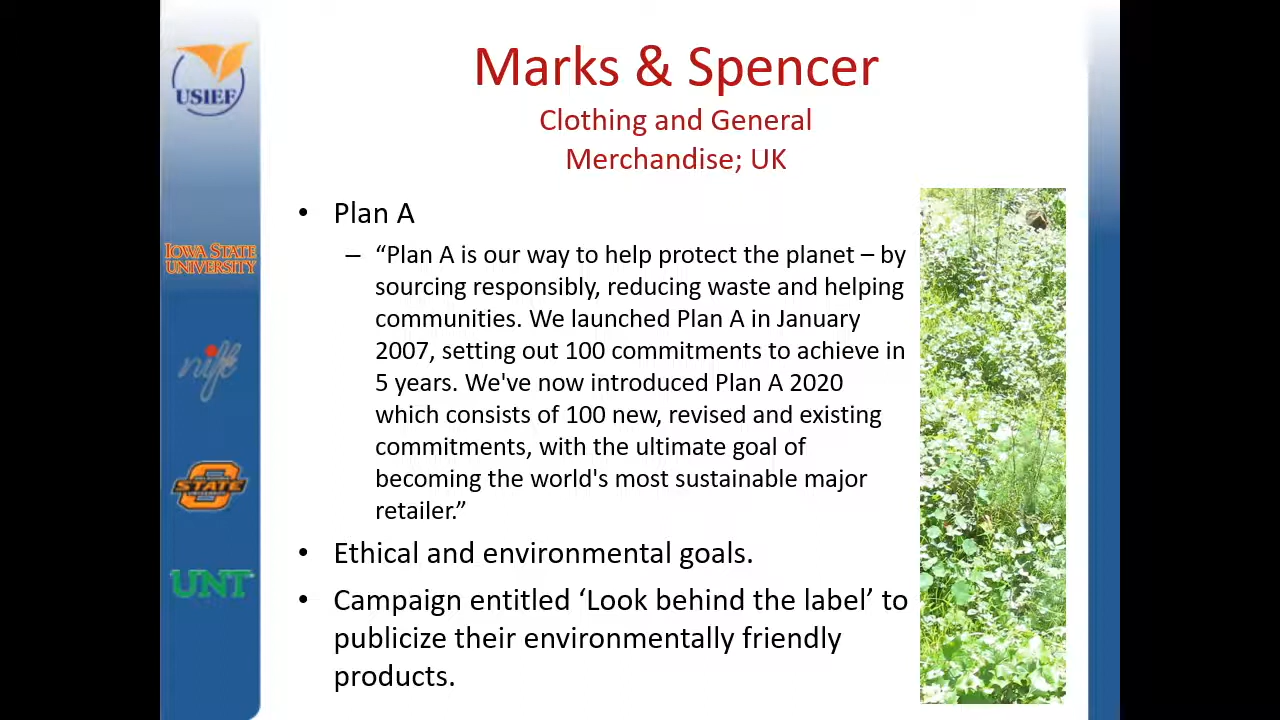 Marks & Spencer
Clothing and General
Merchandise; UK
USIEF
IOWA STATE
UNIVERSITY
nift
STATE
UNIVERSITY
UNT
• Plan A
– “Plan A is our way to help protect the planet – by
sourcing responsibly, reducing waste and helping
communities. We launched Plan A in January
2007, setting out 100 commitments to achieve in
5 years. We've now introduced Plan A 2020
which consists of 100 new, revised and existing
commitments, with the ultimate goal of
becoming the world's most sustainable major
retailer.”
• Ethical and environmental goals.
• Campaign entitled ‘Look behind the label’ to
publicize their environmentally friendly
products.